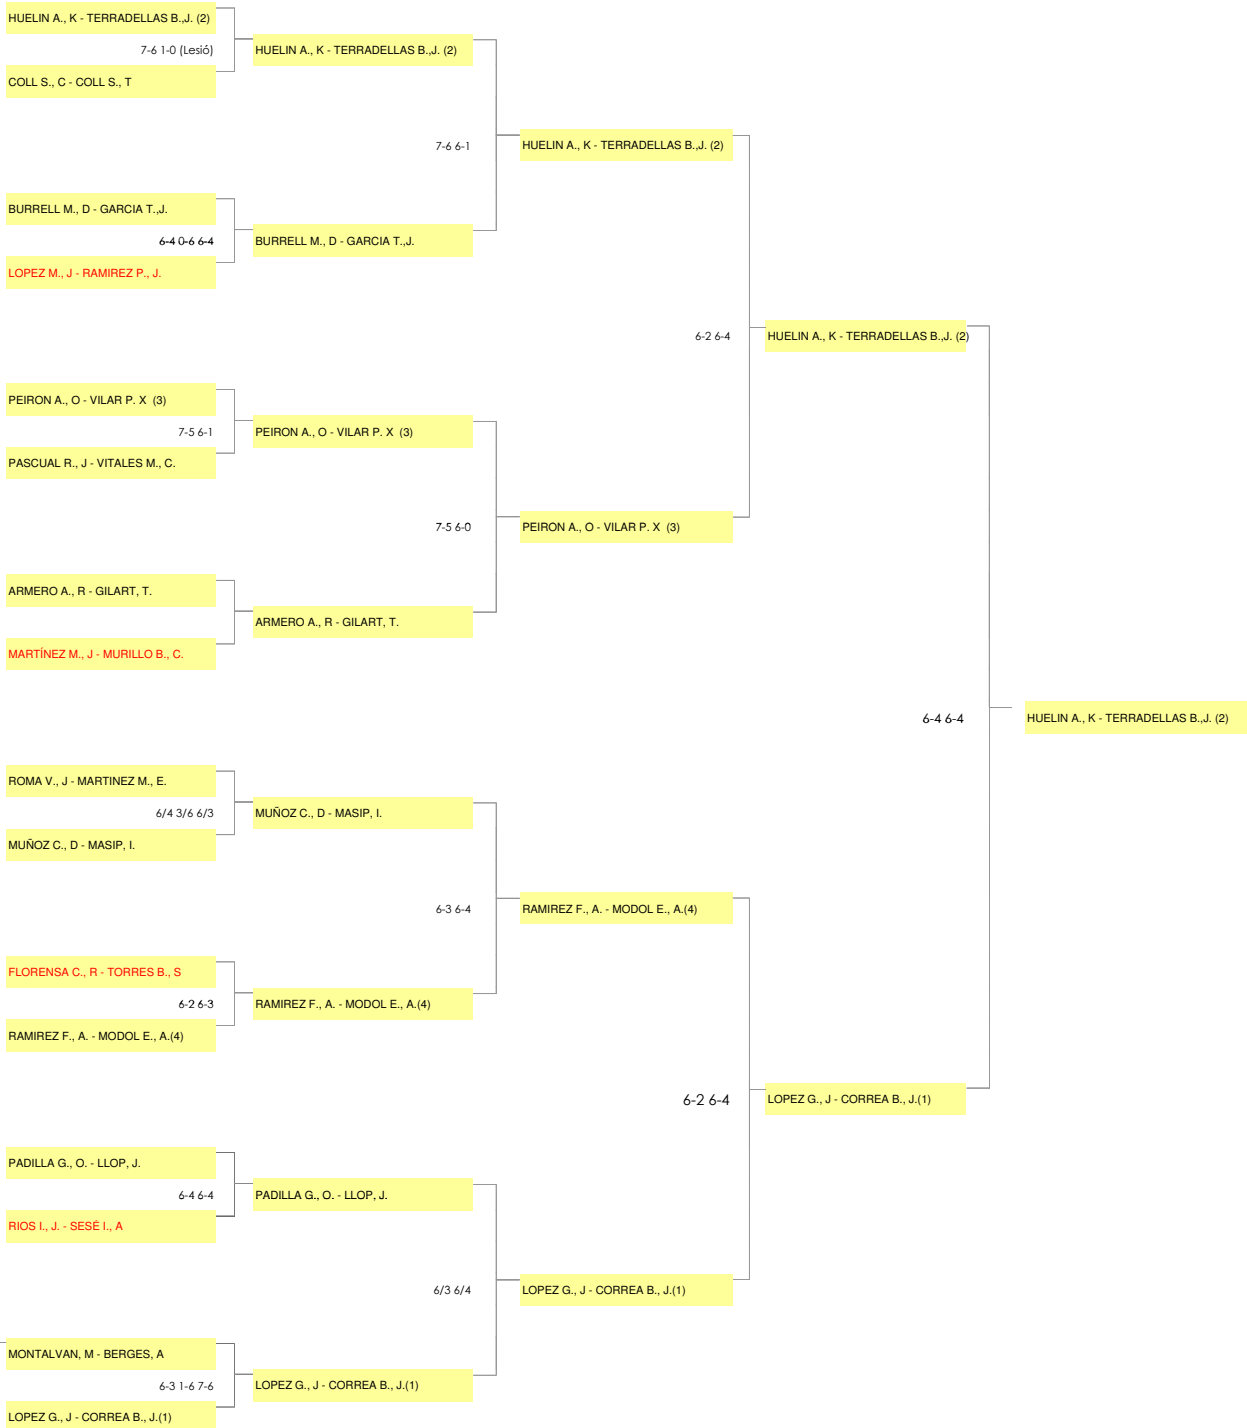 HUELIN A., K - TERRADELLAS B.,J. (2)
7-6 1-0 (Lesió)
HUELIN A., K - TERRADELLAS B.,J. (2)
COLL S., C - COLL S., T
7-6 6-1
HUELIN A., K - TERRADELLAS B.,J. (2)
BURRELL M., D - GARCIA T.,J.
6-4 0-6 6-4
BURRELL M., D - GARCIA T.,J.
LOPEZ M., J - RAMIREZ P., J.
6-2 6-4
HUELIN A., K - TERRADELLAS B.,J. (2)
PEIRON A., O - VILAR P. X (3)
7-5 6-1
PEIRON A., O - VILAR P. X (3)
PASCUAL R., J - VITALES M., C.
7-5 6-0
PEIRON A., O - VILAR P. X (3)
ARMERO A., R - GILART, T.
ARMERO A., R - GILART, T.
MARTÍNEZ M., J - MURILLO B., C.
6-4 6-4
HUELIN A., K - TERRADELLAS B.,J. (2)
ROMA V., J - MARTINEZ M., E.
6/4 3/6 6/3
MUÑOZ C., D - MASIP, I.
MUÑOZ C., D - MASIP, I.
6-3 6-4
RAMIREZ F., A. - MODOL E., A.(4)
FLORENSA C., R - TORRES B., S
6-2 6-3
RAMIREZ F., A. - MODOL E., A.(4)
RAMIREZ F., A. - MODOL E., A.(4)
6-2 6-4
LOPEZ G., J - CORREA B., J.(1)
PADILLA G., O. - LLOP, J.
6-4 6-4
PADILLA G., O. - LLOP, J.
RIOS I., J. - SESÉ I., A
6/3 6/4
LOPEZ G., J - CORREA B., J.(1)
MONTALVAN, M - BERGES, A
6-3 1-6 7-6
LOPEZ G., J - CORREA B., J.(1)
LOPEZ G., J - CORREA B., J.(1)